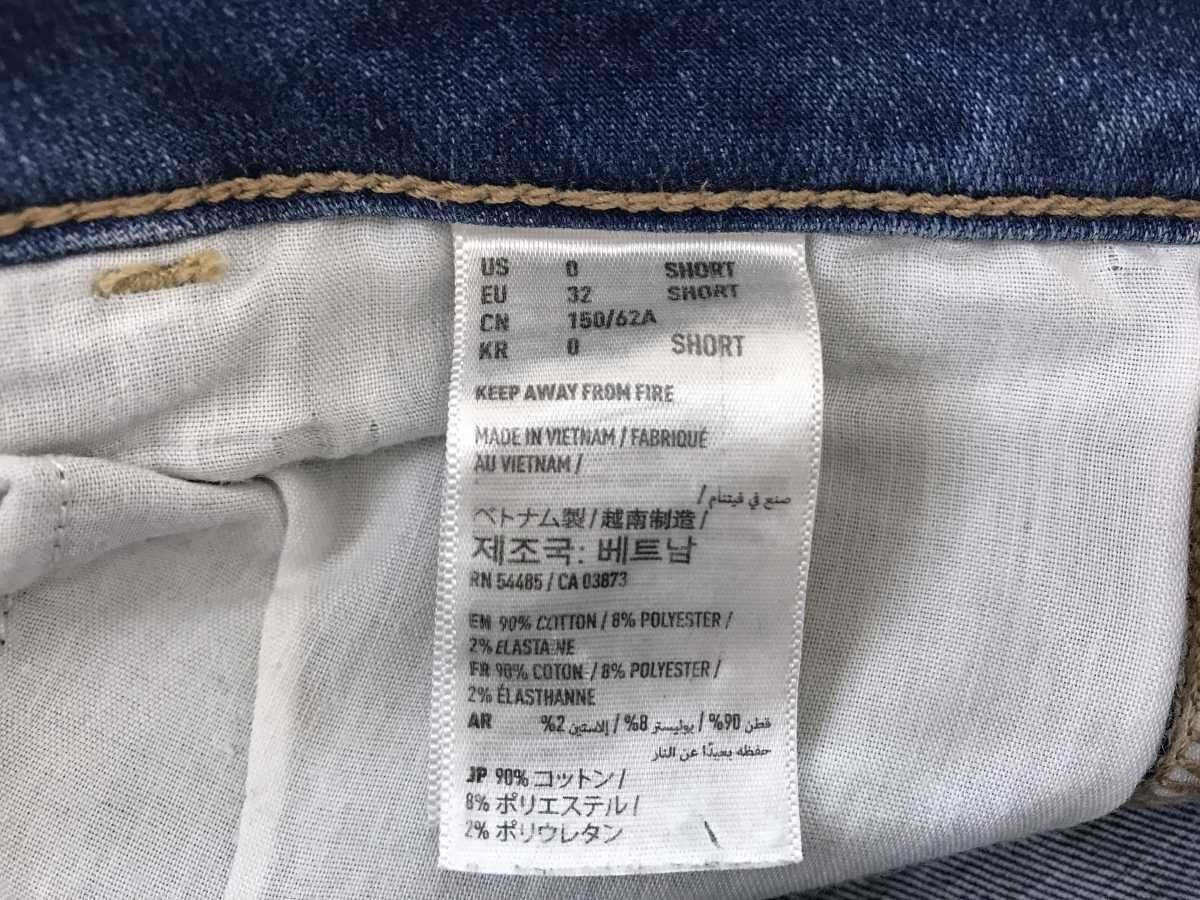 US 0 SHORT
EU 32 SHORT
CN 150/62A
KR 0 SHORT
KEEP AWAY FROM FIRE
MADE IN VIETNAM / FABRIQUÉ
AU VIETNAM /
صنع في فيتنام /
ベトナム製 / 越南制造 /
제조국: 베트남
RN 54485 / CA 03873
EN 90% COTTON / 8% POLYESTER /
2% ELASTANE
FR 90% COTON / 8% POLYESTER /
2% ÉLASTHANNE
AR قطن 90% / بوليستر 8% / إلاستين 2%
حفظه بعيدًا عن النار
JP 90% コットン /
8% ポリエステル /
2% ポリウレタン